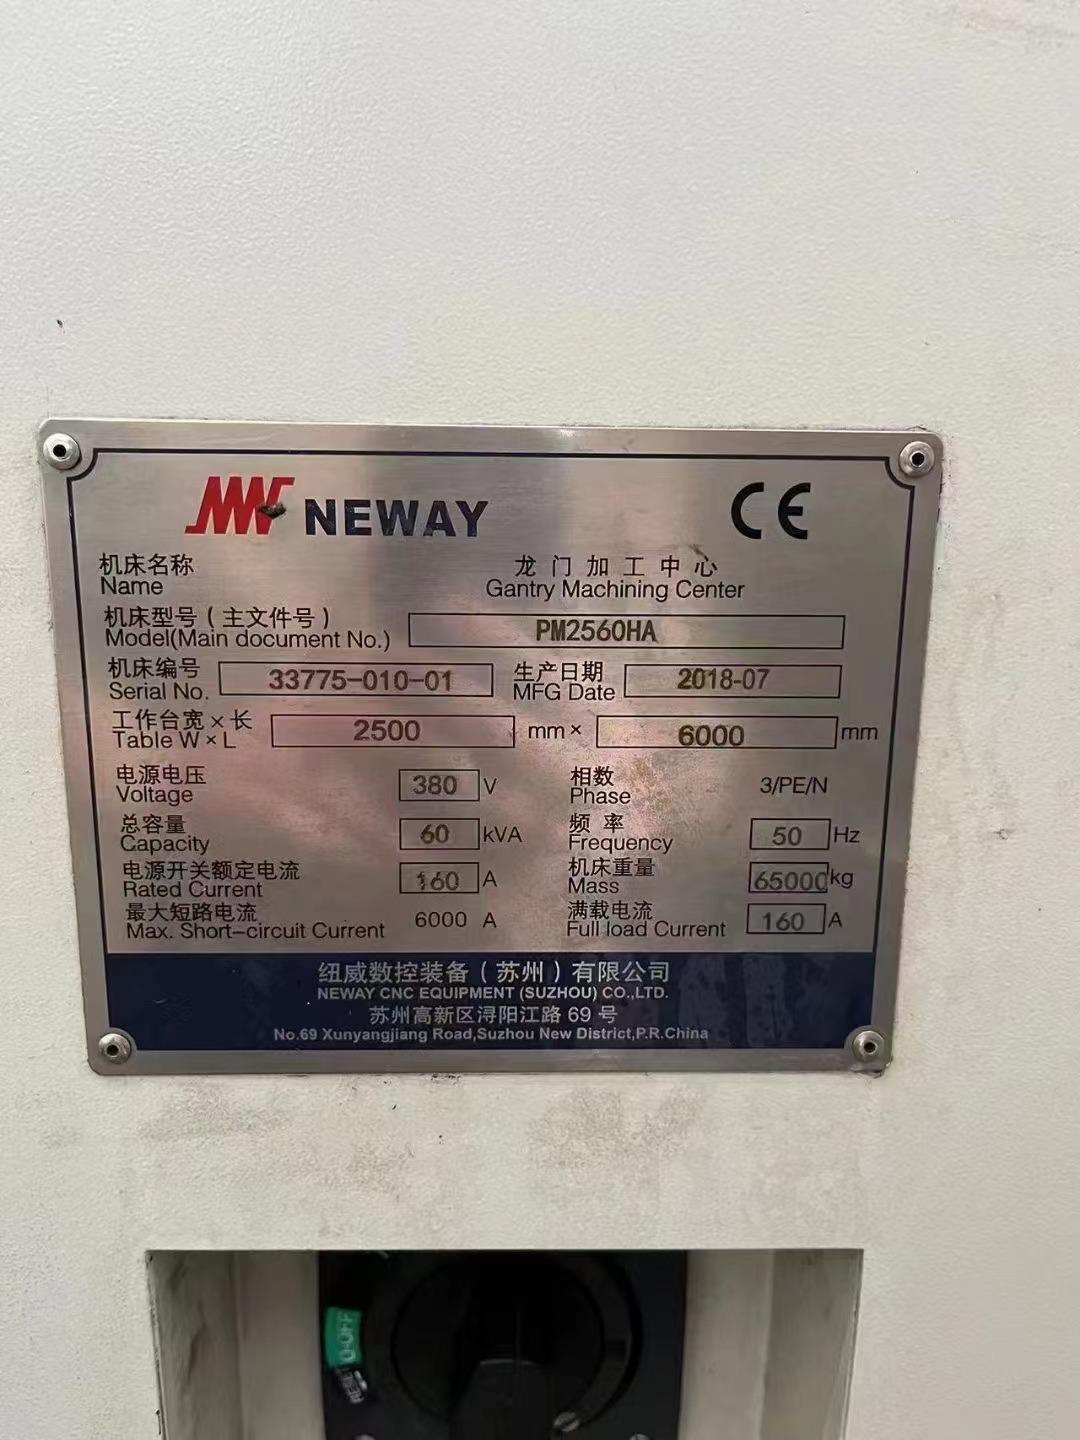 NEWAY CE
机床名称 龙门加工中心
Name Gantry Machining Center
机床型号(主文件号)
Model(Main document No.) PM2560HA
机床编号 生产日期
Serial No. 33775-010-01 MFG Date 2018-07
工作台宽×长
Table W×L 2500 mm× 6000 mm
电源电压 相数
Voltage 380 V Phase 3/PE/N
总容量 频率
Capacity 60 kVA Frequency 50 Hz
电源开关额定电流 机床重量
Rated Current 160 A Mass 65000 kg
最大短路电流 满载电流
Max. Short-circuit Current 6000 A Full load Current 160 A
纽威数控装备(苏州)有限公司
NEWAY CNC EQUIPMENT (SUZHOU) CO.,LTD.
苏州高新区浔阳江路 69 号
No.69 Xunyangjiang Road,Suzhou New District,P.R.China
O-OFF